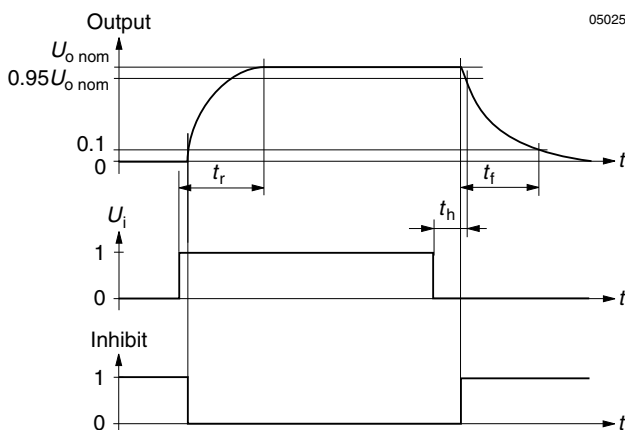 Output
05025
Uo nom
0.95Uo nom
0.1
0
t
tr
tf
Ui
th
1
0
t
Inhibit
1
0
t